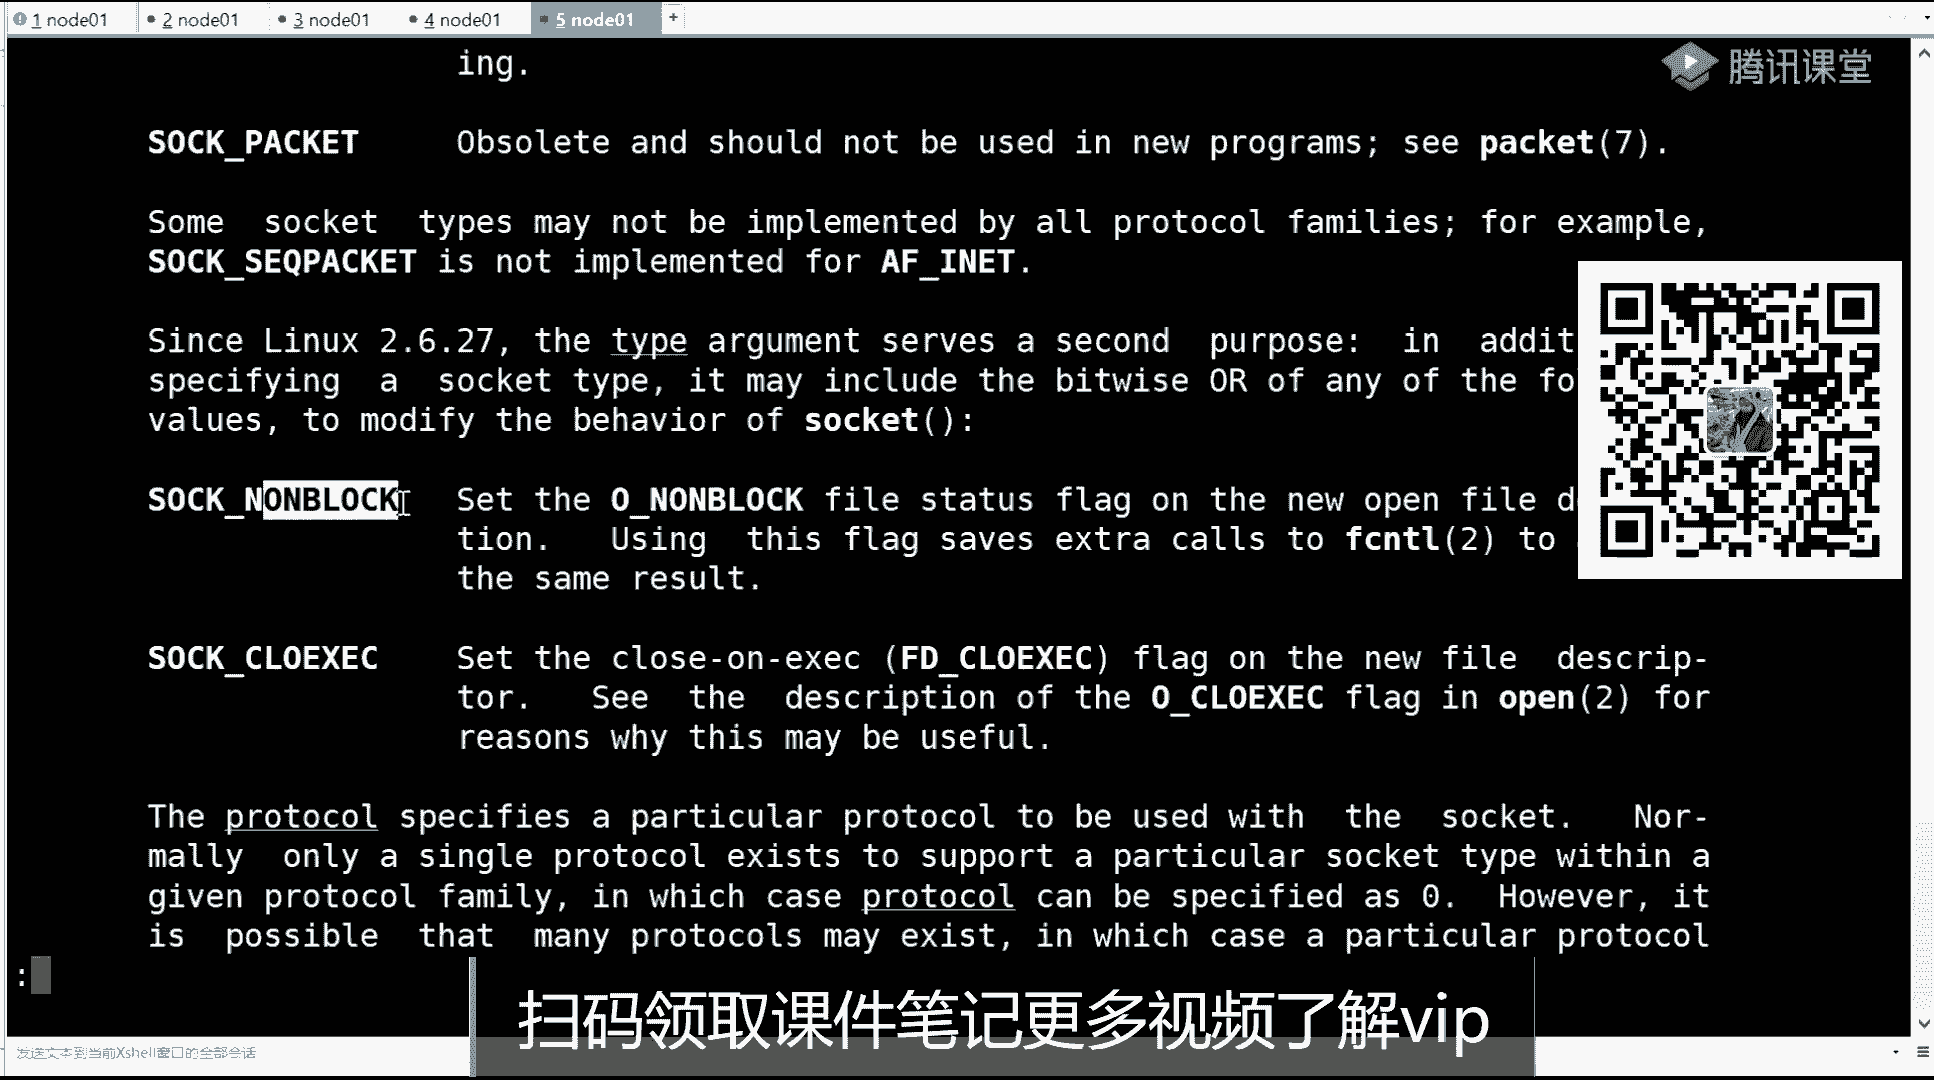 1 node01 2 node01 3 node01 4 node01 5 node01 +
ing.
腾讯课堂
SOCK_PACKET Obsolete and should not be used in new programs; see packet(7).
Some socket types may not be implemented by all protocol families; for example,
SOCK_SEQPACKET is not implemented for AF_INET.
Since Linux 2.6.27, the type argument serves a second purpose: in addit
specifying a socket type, it may include the bitwise OR of any of the fo
values, to modify the behavior of socket():
SOCK_NONBLOCK Set the O_NONBLOCK file status flag on the new open file d
tion. Using this flag saves extra calls to fcntl(2) to
the same result.
SOCK_CLOEXEC Set the close-on-exec (FD_CLOEXEC) flag on the new file descrip-
tor. See the description of the O_CLOEXEC flag in open(2) for
reasons why this may be useful.
The protocol specifies a particular protocol to be used with the socket. Nor-
mally only a single protocol exists to support a particular socket type within a
given protocol family, in which case protocol can be specified as 0. However, it
is possible that many protocols may exist, in which case a particular protocol
:
扫码领取课件笔记更多视频了解vip
发送文本到当前Xshell窗口的全部会话